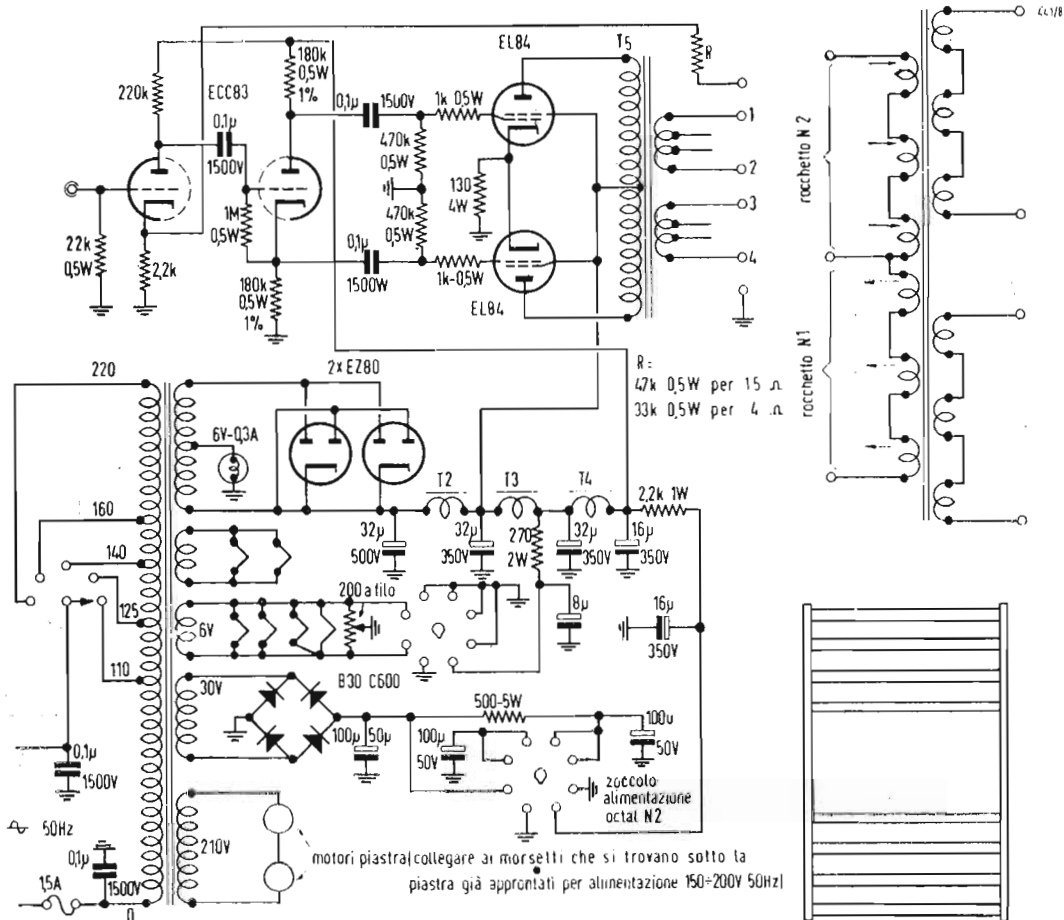 180k
0,5W
1%
220k
ECC83
0,1µ
1500V
0,1µ
1500V
1k 0,5W
EL84
T5
R
470k
0,5W
130
4W
470k
0,5W
1M
0,5W
22k
0,5W
2,2k
0,1µ
1500W
1k-0,5W
EL84
180k
0,5W
1%
1
2
3
4
rocchetto N 2
rocchetto N1
R=
47k 0,5W per 15 Ω
33k 0,5W per 4 Ω
220
2x EZ80
6V-0,3A
160
140
125
110
T2
T3
T4
2,2k 1W
32µ
500V
32µ
350V
270
2W
32µ
350V
16µ
350V
200 a filo
6V
8µ
16µ
350V
30V
B30 C600
100µ
50µ
500-5W
100µ
50V
100u
50V
zoccolo
alimentazione
octal N2
0,1µ
1500V
50Hz
0,1µ
1500V
1,5A
0
210V
motori piastra(collegare ai morsetti che si trovano sotto la
piastra già approntati per alimentazione 150÷200V 50Hz)